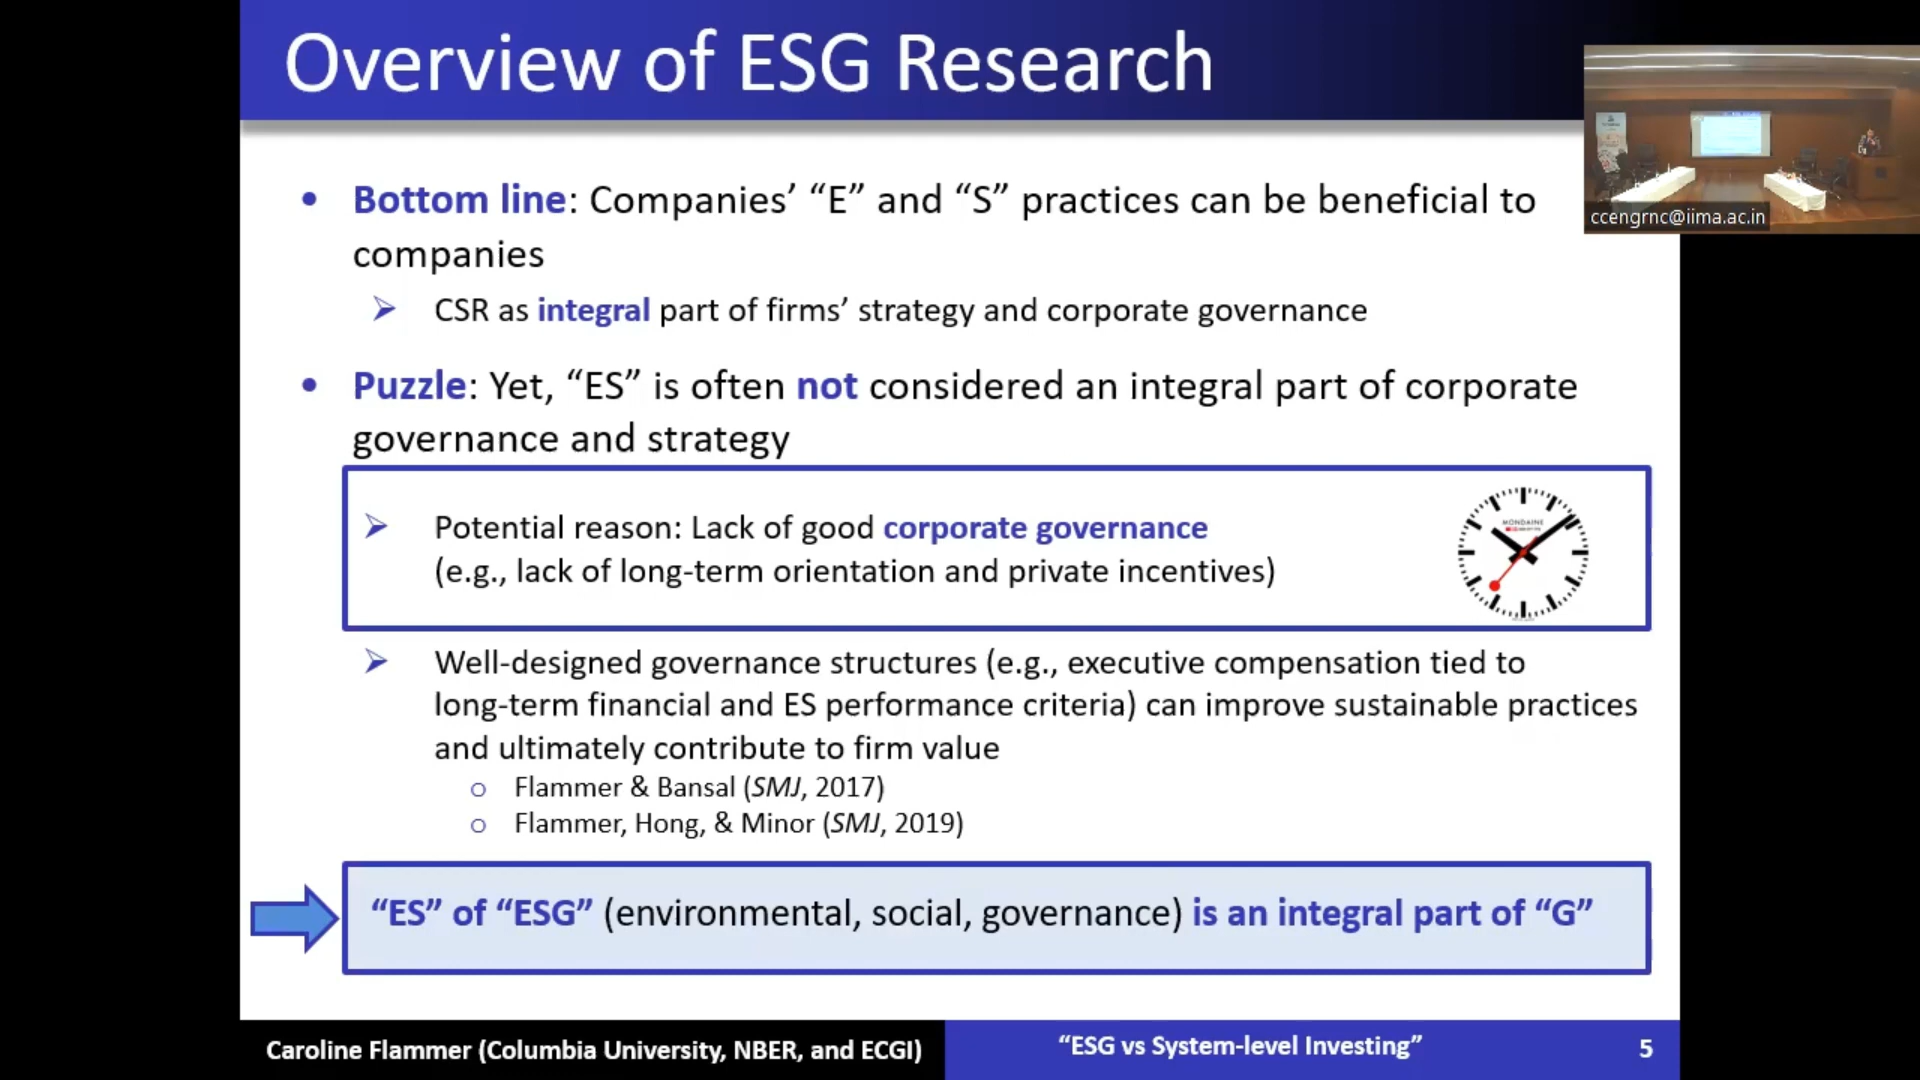 Overview of ESG Research
ccengrnc@iima.ac.in
• Bottom line: Companies’ “E” and “S” practices can be beneficial to
companies
➢ CSR as integral part of firms’ strategy and corporate governance
• Puzzle: Yet, “ES” is often not considered an integral part of corporate
governance and strategy
➢ Potential reason: Lack of good corporate governance
(e.g., lack of long-term orientation and private incentives)
MONDAINE
➢ Well-designed governance structures (e.g., executive compensation tied to
long-term financial and ES performance criteria) can improve sustainable practices
and ultimately contribute to firm value
o Flammer & Bansal (SMJ, 2017)
o Flammer, Hong, & Minor (SMJ, 2019)
“ES” of “ESG” (environmental, social, governance) is an integral part of “G”
Caroline Flammer (Columbia University, NBER, and ECGI)
“ESG vs System-level Investing”
5